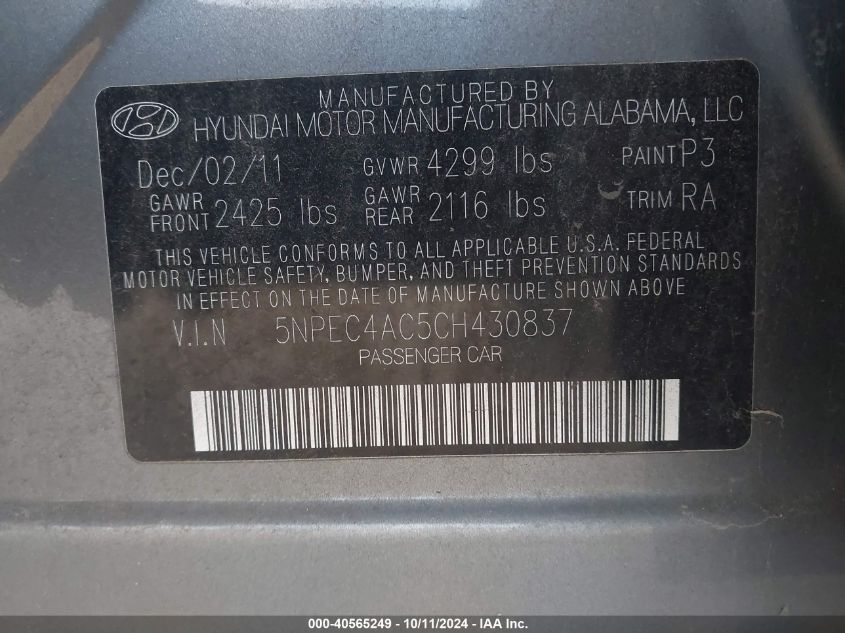 MANUFACTURED BY
HYUNDAI MOTOR MANUFACTURING ALABAMA, LLC
Dec/02/11 GVWR 4299 lbs PAINT P3
GAWR FRONT 2425 lbs GAWR REAR 2116 lbs TRIM RA
THIS VEHICLE CONFORMS TO ALL APPLICABLE U.S.A. FEDERAL
MOTOR VEHICLE SAFETY, BUMPER, AND THEFT PREVENTION STANDARDS
IN EFFECT ON THE DATE OF MANUFACTURE SHOWN ABOVE
V.I.N 5NPEC4AC5CH430837
PASSENGER CAR
000-40565249 - 10/11/2024 - IAA Inc.